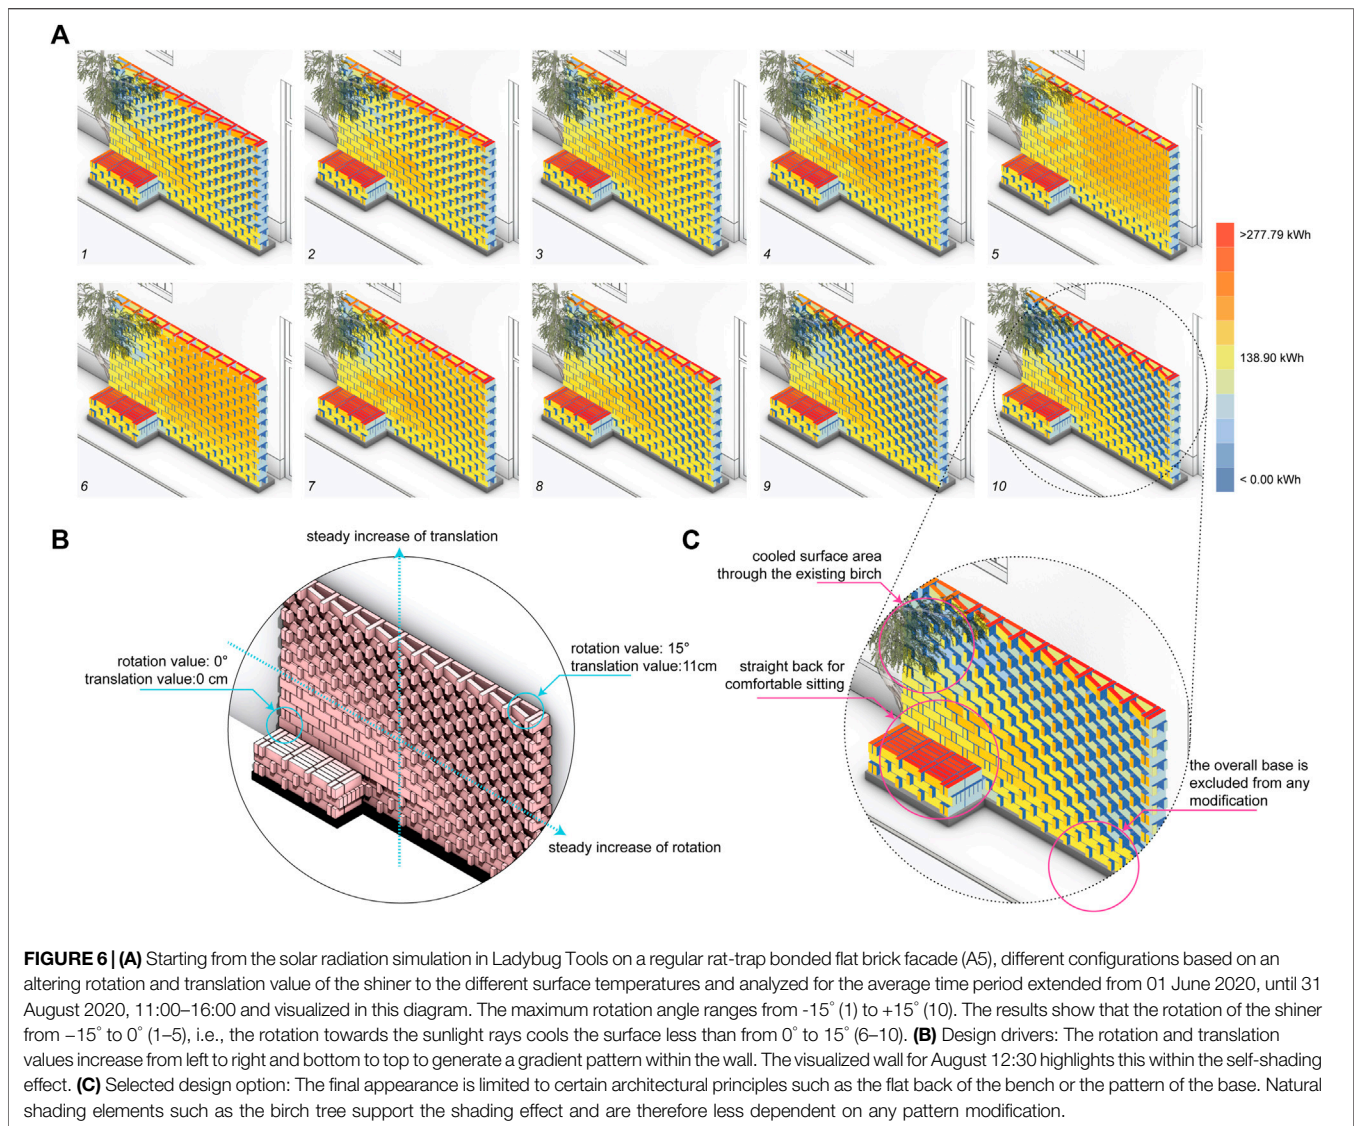 A
1
2
3
4
5
6
7
8
9
10
>277.79 kWh
138.90 kWh
< 0.00 kWh
B
steady increase of translation
rotation value: 0°
translation value:0 cm
rotation value: 15°
translation value:11cm
steady increase of rotation
C
cooled surface area
through the existing birch
straight back for
comfortable sitting
the overall base is
excluded from any
modification
FIGURE 6 | (A) Starting from the solar radiation simulation in Ladybug Tools on a regular rat-trap bonded flat brick facade (A5), different configurations based on an
altering rotation and translation value of the shiner to the different surface temperatures and analyzed for the average time period extended from 01 June 2020, until 31
August 2020, 11:00–16:00 and visualized in this diagram. The maximum rotation angle ranges from -15° (1) to +15° (10). The results show that the rotation of the shiner
from −15° to 0° (1–5), i.e., the rotation towards the sunlight rays cools the surface less than from 0° to 15° (6–10). (B) Design drivers: The rotation and translation
values increase from left to right and bottom to top to generate a gradient pattern within the wall. The visualized wall for August 12:30 highlights this within the self-shading
effect. (C) Selected design option: The final appearance is limited to certain architectural principles such as the flat back of the bench or the pattern of the base. Natural
shading elements such as the birch tree support the shading effect and are therefore less dependent on any pattern modification.